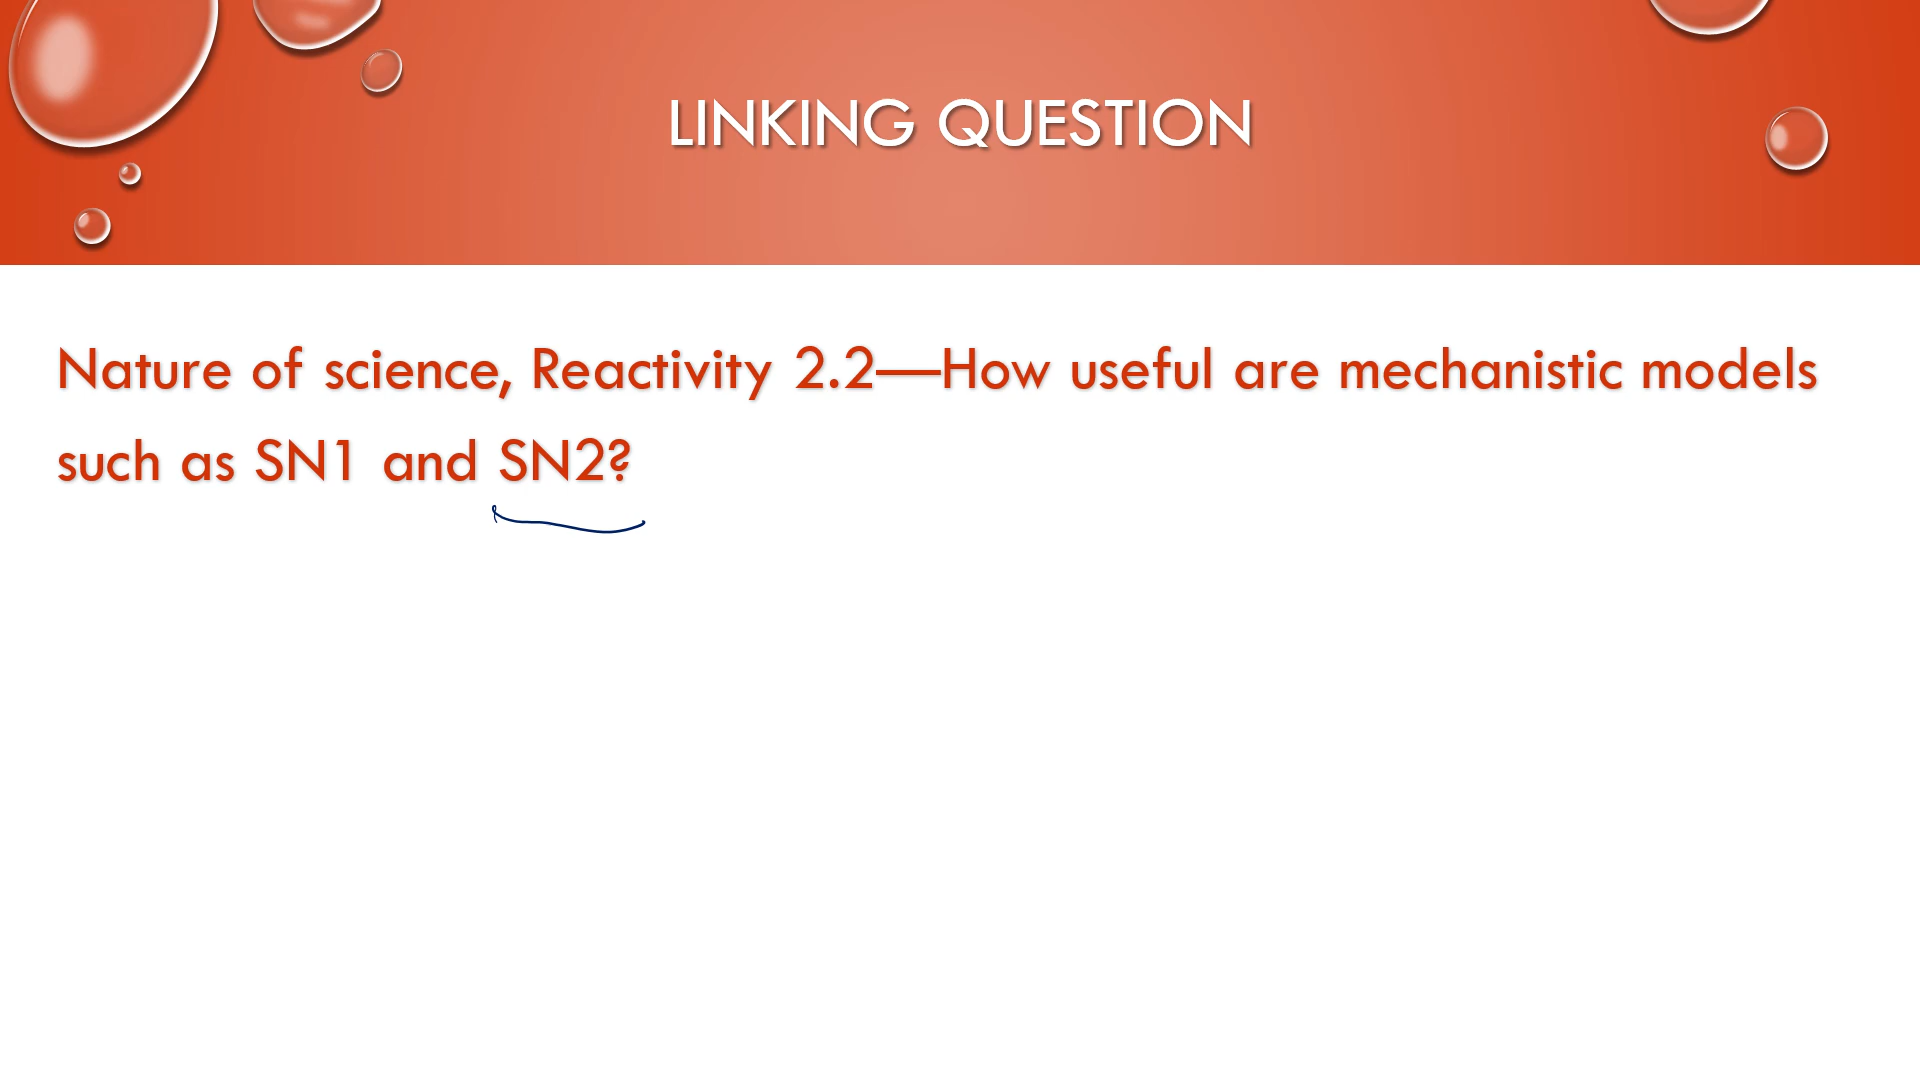 LINKING QUESTION
Nature of science, Reactivity 2.2—How useful are mechanistic models
such as SN1 and SN2?